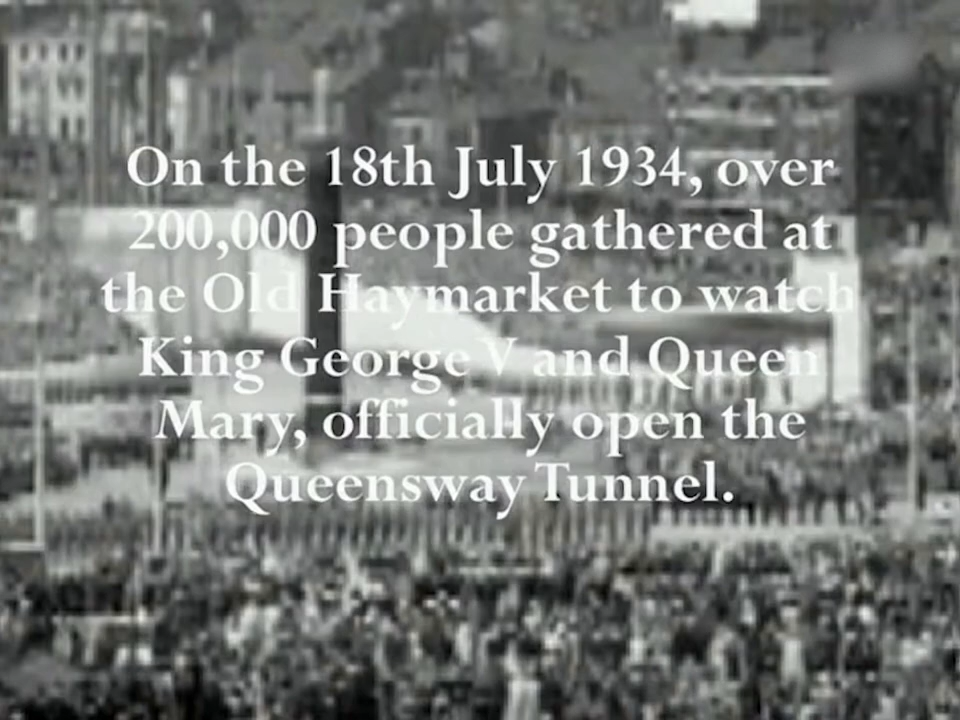 On the 18th July 1934, over
200,000 people gathered at
the Old Haymarket to watch
King George V and Queen
Mary, officially open the
Queensway Tunnel.